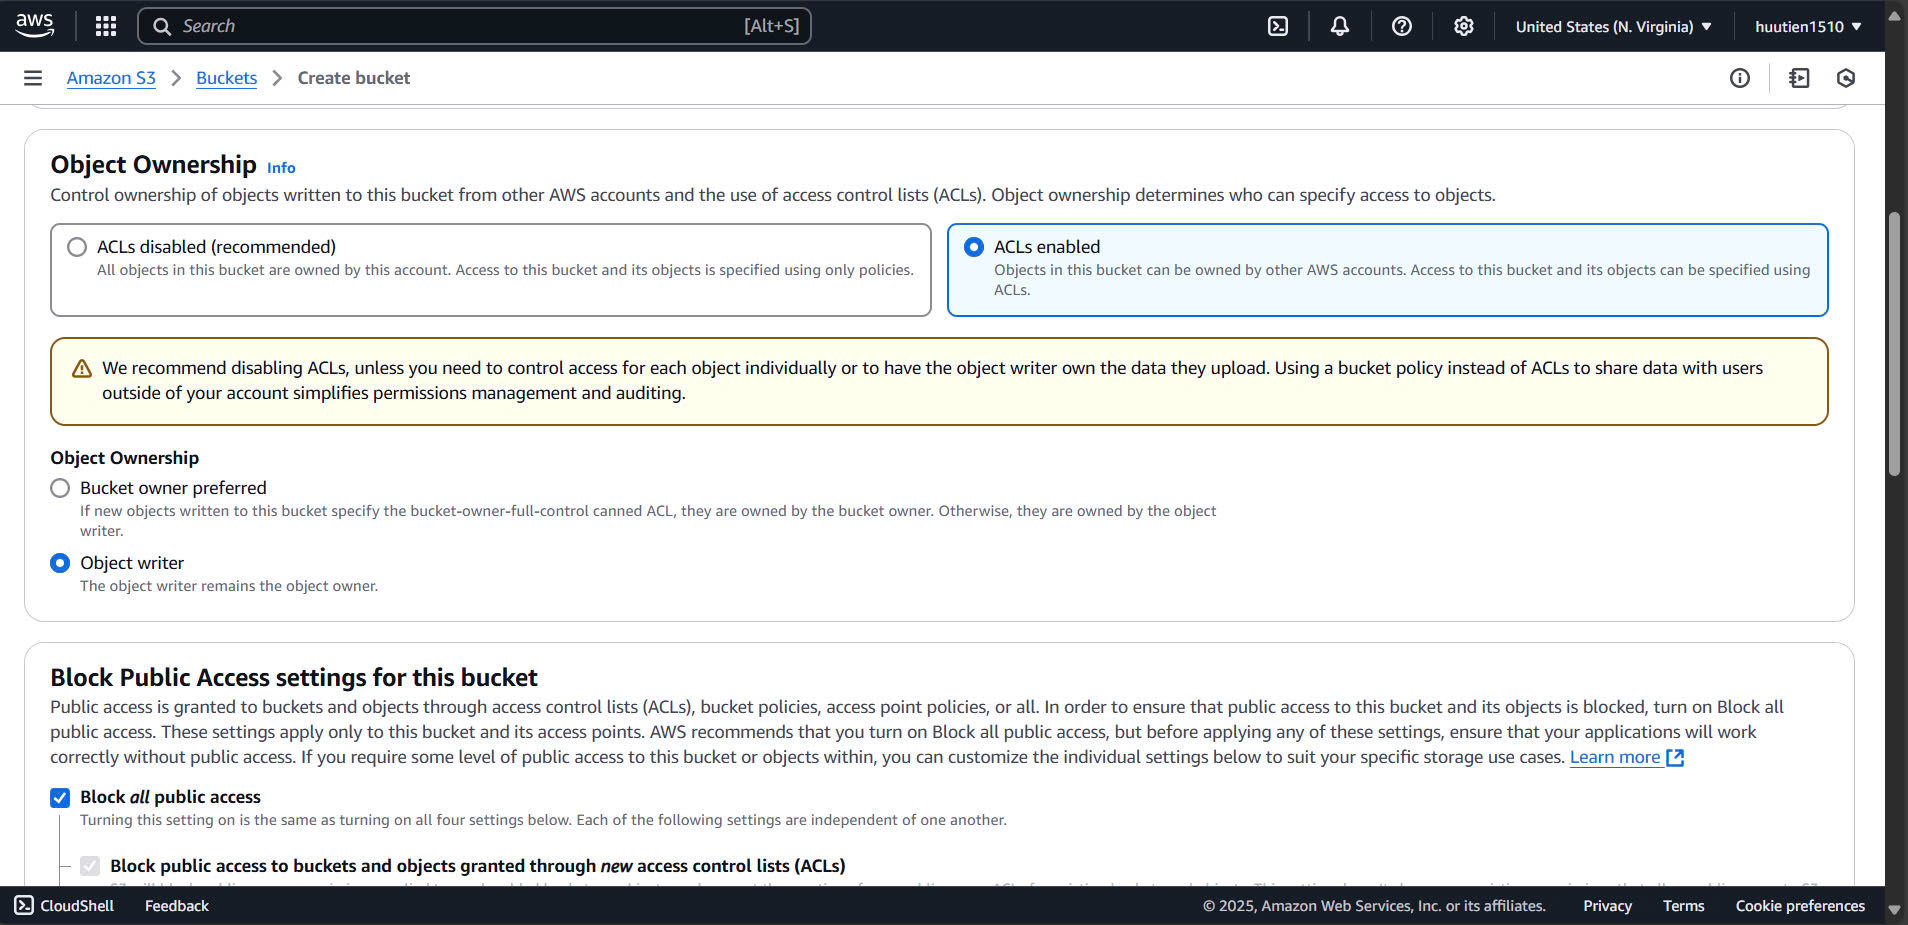 aws
Search [Alt+S]
United States (N. Virginia)
huutien1510
Amazon S3 > Buckets > Create bucket
Object Ownership Info
Control ownership of objects written to this bucket from other AWS accounts and the use of access control lists (ACLs). Object ownership determines who can specify access to objects.
ACLs disabled (recommended)
All objects in this bucket are owned by this account. Access to this bucket and its objects is specified using only policies.
ACLs enabled
Objects in this bucket can be owned by other AWS accounts. Access to this bucket and its objects can be specified using
ACLs.
We recommend disabling ACLs, unless you need to control access for each object individually or to have the object writer own the data they upload. Using a bucket policy instead of ACLs to share data with users
outside of your account simplifies permissions management and auditing.
Object Ownership
Bucket owner preferred
If new objects written to this bucket specify the bucket-owner-full-control canned ACL, they are owned by the bucket owner. Otherwise, they are owned by the object
writer.
Object writer
The object writer remains the object owner.
Block Public Access settings for this bucket
Public access is granted to buckets and objects through access control lists (ACLs), bucket policies, access point policies, or all. In order to ensure that public access to this bucket and its objects is blocked, turn on Block all
public access. These settings apply only to this bucket and its access points. AWS recommends that you turn on Block all public access, but before applying any of these settings, ensure that your applications will work
correctly without public access. If you require some level of public access to this bucket or objects within, you can customize the individual settings below to suit your specific storage use cases. Learn more
Block all public access
Turning this setting on is the same as turning on all four settings below. Each of the following settings are independent of one another.
Block public access to buckets and objects granted through new access control lists (ACLs)
CloudShell
Feedback
© 2025, Amazon Web Services, Inc. or its affiliates.
Privacy
Terms
Cookie preferences